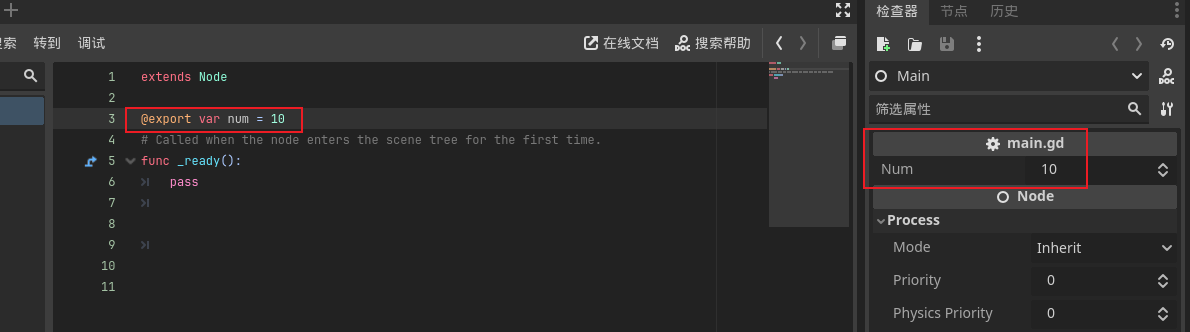 搜索 转到 调试 在线文档 搜索帮助
1 extends Node
2
3 @export var num = 10
4 # Called when the node enters the scene tree for the first time.
5 func _ready():
6 pass
7
8
9
10
11
检查器 节点 历史
Main
筛选属性
main.gd
Num 10
Node
Process
Mode Inherit
Priority 0
Physics Priority 0